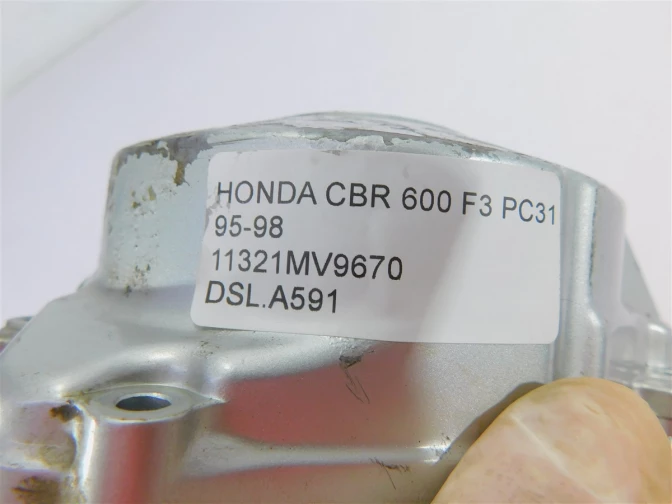 HONDA CBR 600 F3 PC31
95-98
11321MV9670
DSL.A591